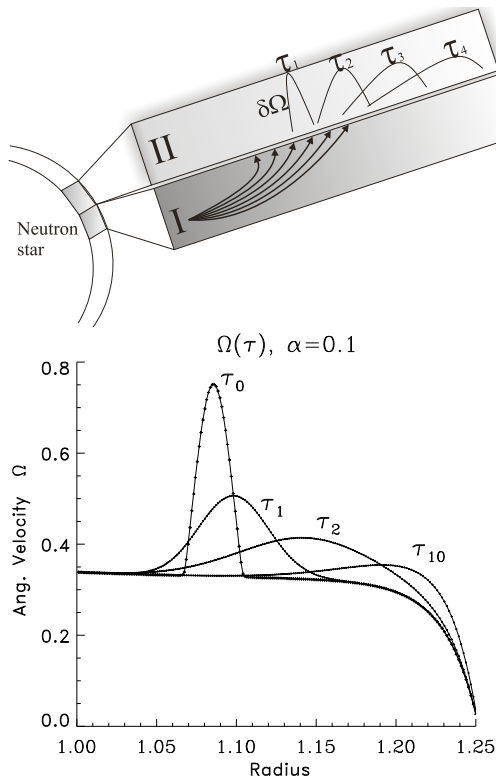 τ1 τ2 τ3 τ4
δΩ
II
I
Neutron
star
Ω(τ), α=0.1
τ0
τ1
τ2
τ10
Ang. Velocity Ω
0.8
0.6
0.4
0.2
0.0
1.00 1.05 1.10 1.15 1.20 1.25
Radius